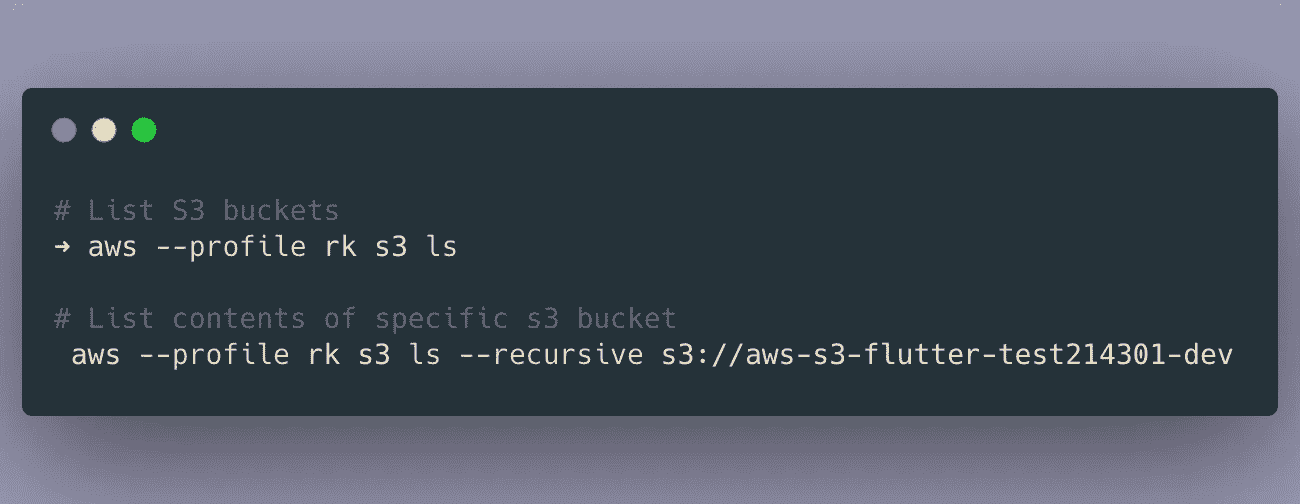 # List S3 buckets
➜ aws --profile rk s3 ls
# List contents of specific s3 bucket
aws --profile rk s3 ls --recursive s3://aws-s3-flutter-test214301-dev